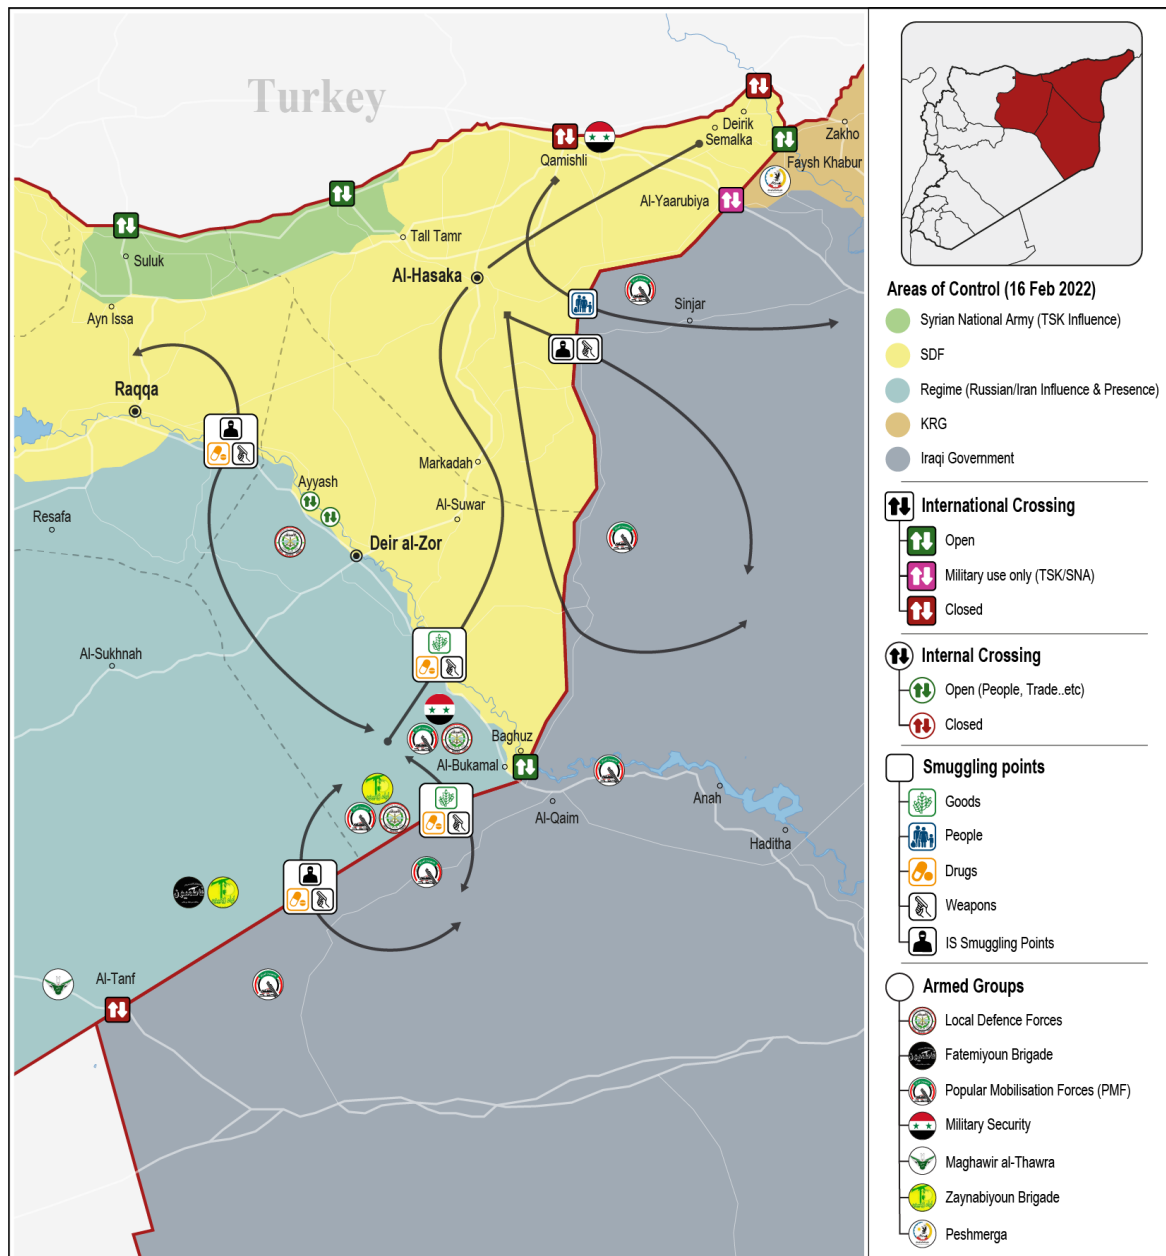 Turkey
Deirik
Semalka
Zakho
Qamishli
Faysh Khabur
Al-Yaarubiya
Tall Tamr
Suluk
Al-Hasaka
Sinjar
Ayn Issa
Raqqa
Markadah
Ayyash
Al-Suwar
Resafa
Deir al-Zor
Al-Sukhnah
Baghuz
Al-Bukamal
Anah
Al-Qaim
Haditha
Al-Tanf
Areas of Control (16 Feb 2022)
Syrian National Army (TSK Influence)
SDF
Regime (Russian/Iran Influence & Presence)
KRG
Iraqi Government
International Crossing
Open
Military use only (TSK/SNA)
Closed
Internal Crossing
Open (People, Trade..etc)
Closed
Smuggling points
Goods
People
Drugs
Weapons
IS Smuggling Points
Armed Groups
Local Defence Forces
Fatemiyoun Brigade
Popular Mobilisation Forces (PMF)
Military Security
Maghawir al-Thawra
Zaynabiyoun Brigade
Peshmerga